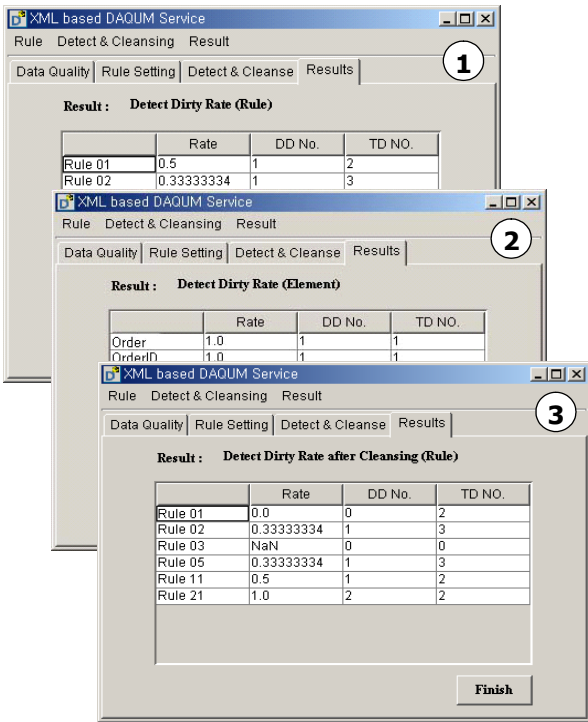 XML based DAQUM Service
Rule Detect & Cleansing Result
1
Data Quality Rule Setting Detect & Cleanse Results
Result : Detect Dirty Rate (Rule)
Rate DD No. TD NO.
Rule 01 0.5 1 2
Rule 02 0.33333334 1 3
XML based DAQUM Service
Rule Detect & Cleansing Result
2
Data Quality Rule Setting Detect & Cleanse Results
Result : Detect Dirty Rate (Element)
Rate DD No. TD NO.
Order 1.0 1 1
OrderID 1.0 1 1
XML based DAQUM Service
Rule Detect & Cleansing Result
3
Data Quality Rule Setting Detect & Cleanse Results
Result : Detect Dirty Rate after Cleansing (Rule)
Rate DD No. TD NO.
Rule 01 0.0 0 2
Rule 02 0.33333334 1 3
Rule 03 NaN 0 0
Rule 05 0.33333334 1 3
Rule 11 0.5 1 2
Rule 21 1.0 2 2
Finish